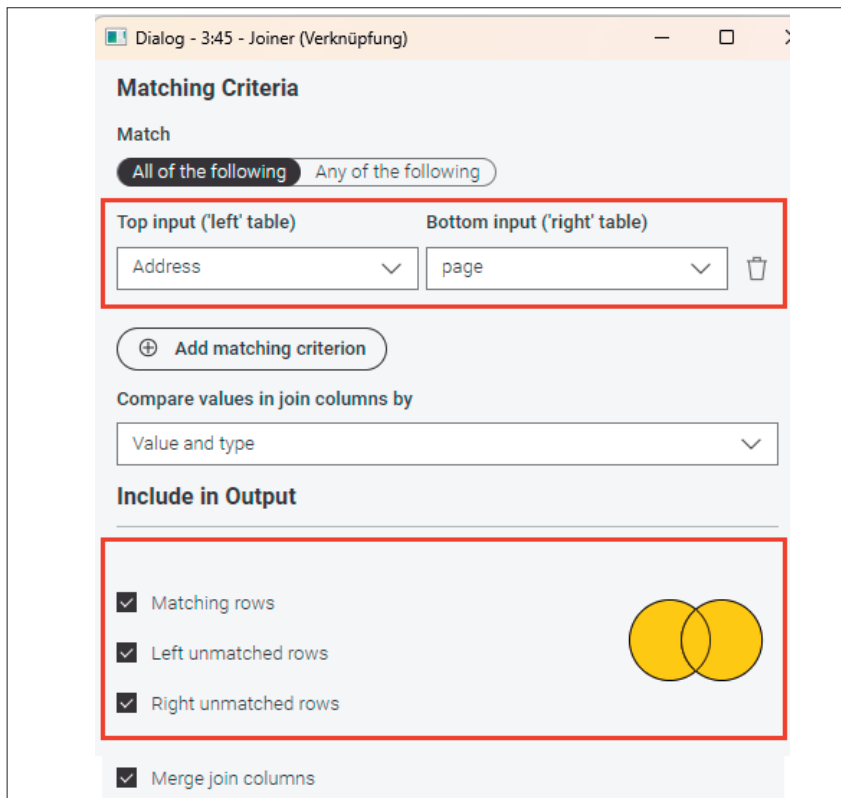 Dialog - 3:45 - Joiner (Verknüpfung)
Matching Criteria
Match
All of the following Any of the following
Top input ('left' table) Bottom input ('right' table)
Address page
Add matching criterion
Compare values in join columns by
Value and type
Include in Output
Matching rows
Left unmatched rows
Right unmatched rows
Merge join columns